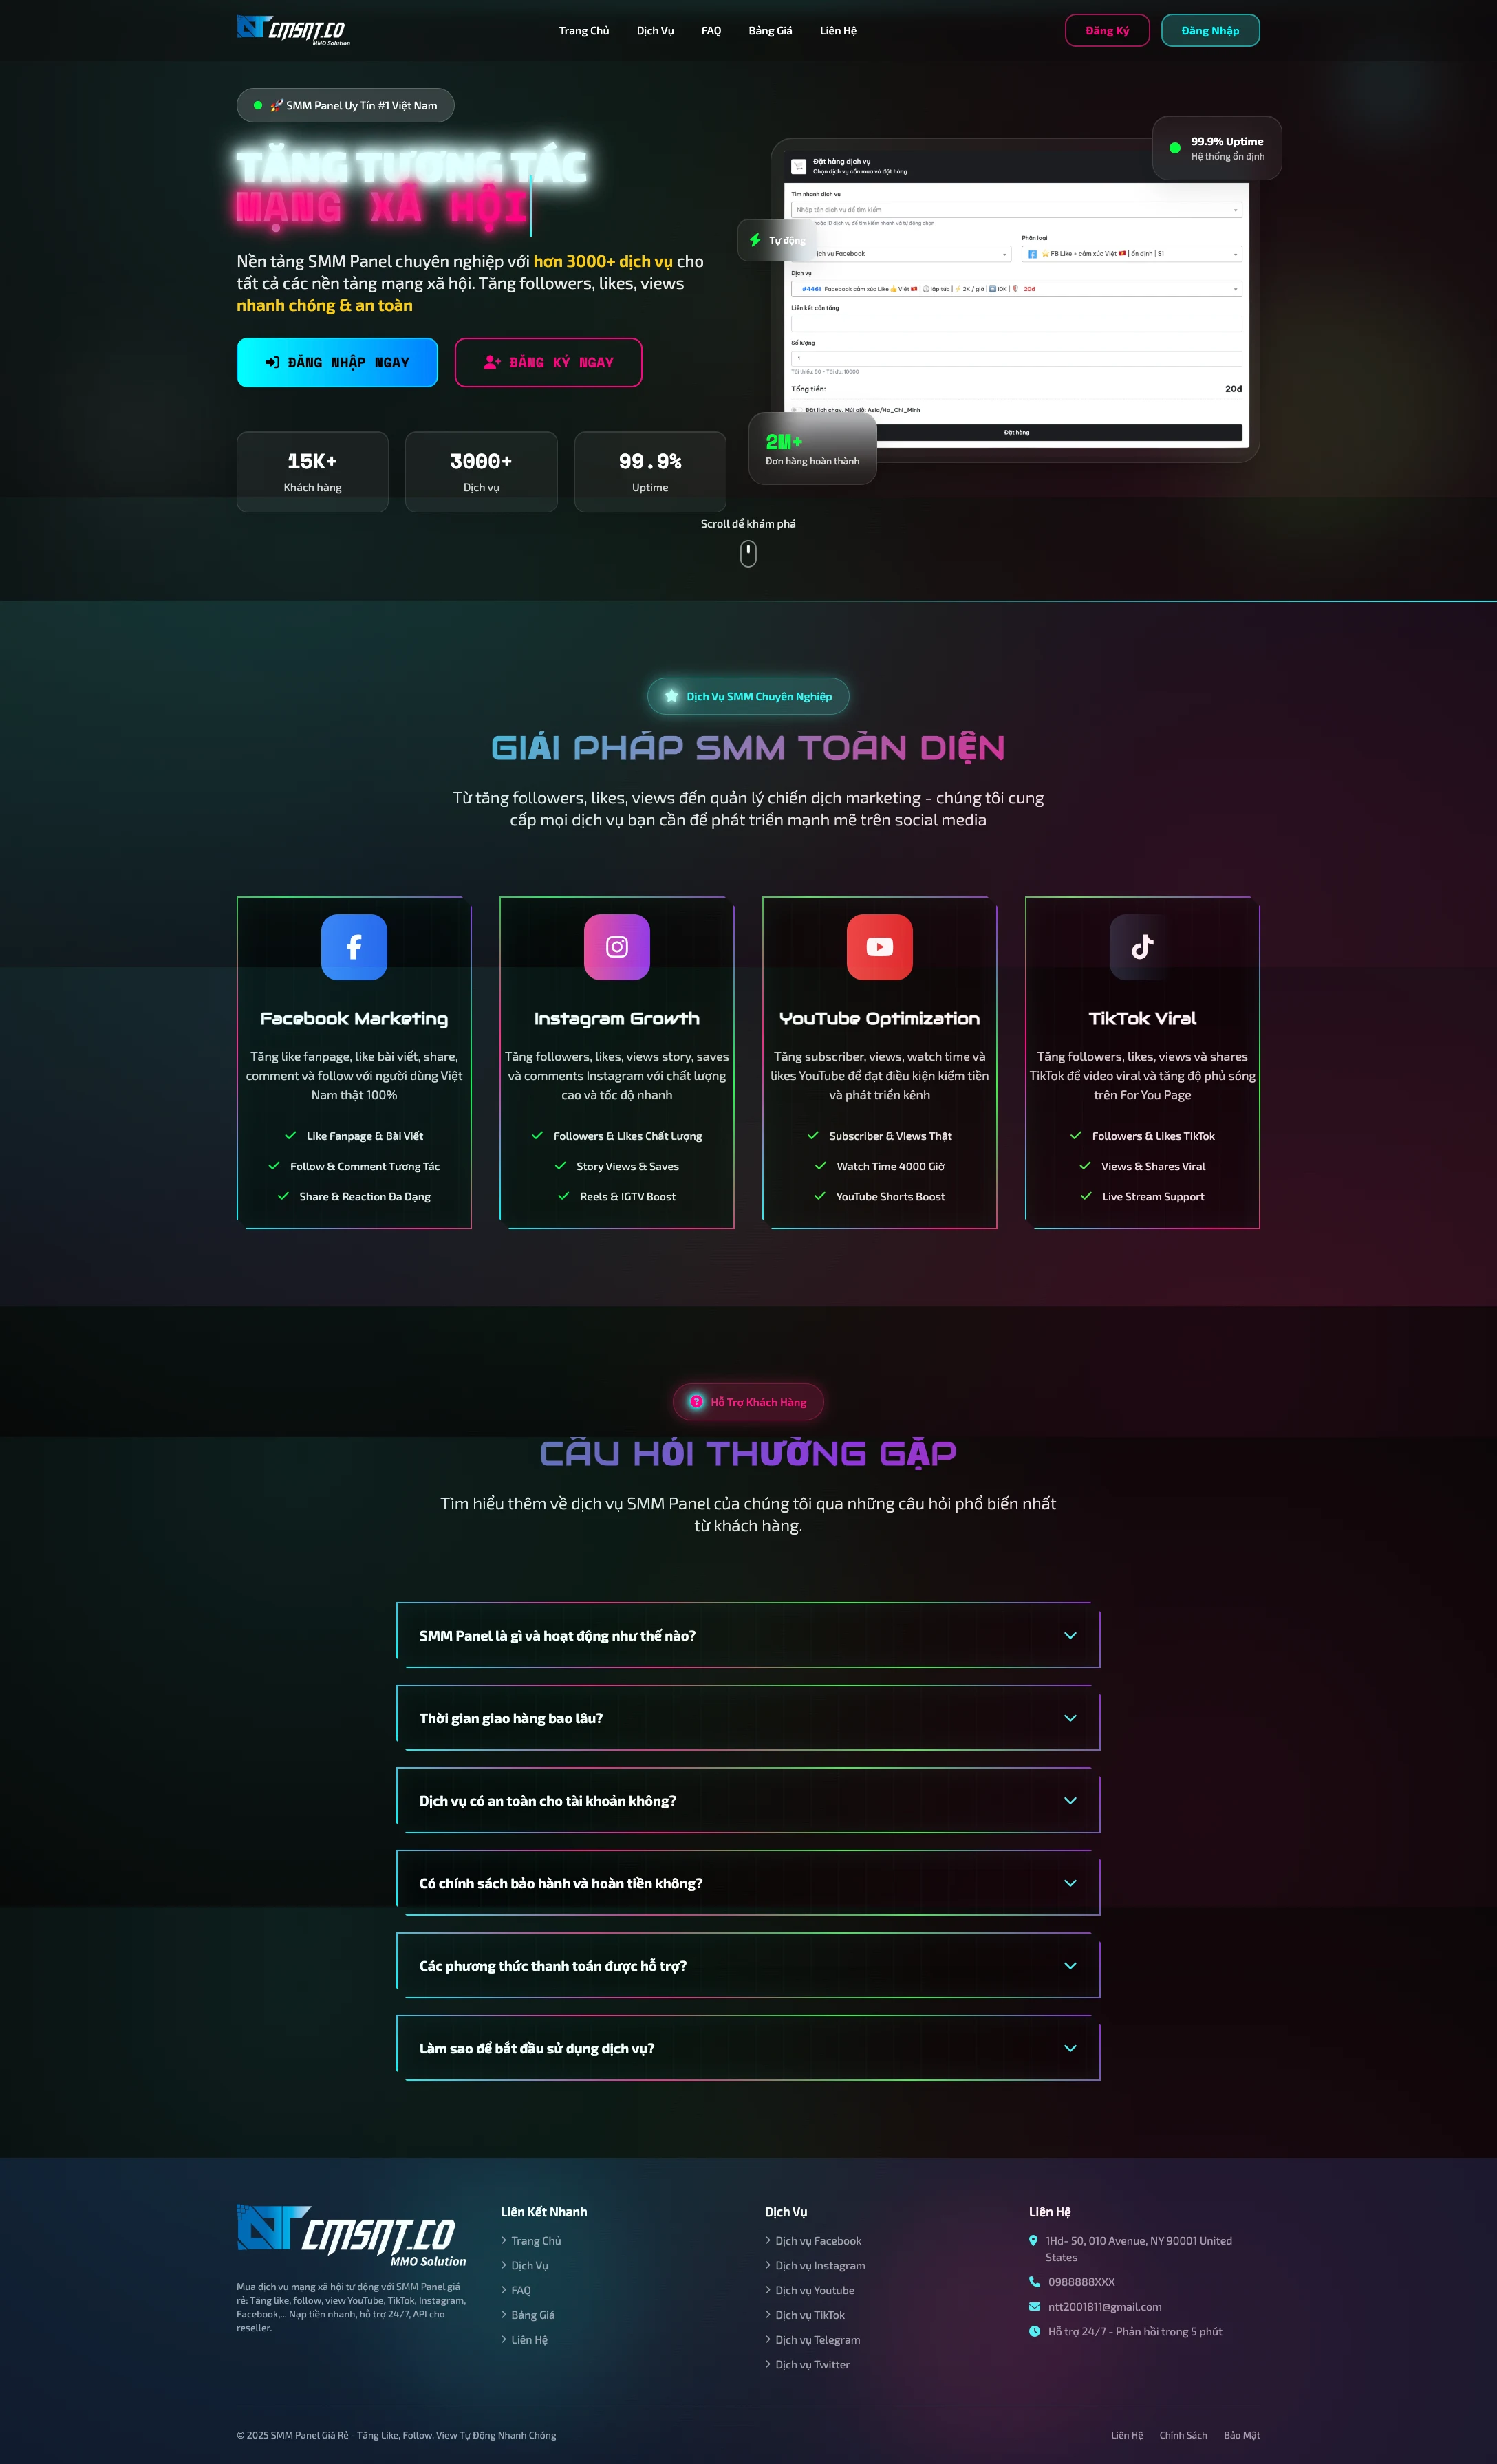 CMSNT.CO
MMO Solution
Trang Chủ
Dịch Vụ
FAQ
Bảng Giá
Liên Hệ
Đăng Ký
Đăng Nhập
🚀 SMM Panel Uy Tín #1 Việt Nam
TĂNG TƯƠNG TÁC
MẠNG XÃ HỘI
Nền tảng SMM Panel chuyên nghiệp với hơn 3000+ dịch vụ cho
tất cả các nền tảng mạng xã hội. Tăng followers, likes, views
nhanh chóng & an toàn
ĐĂNG NHẬP NGAY
ĐĂNG KÝ NGAY
15K+
Khách hàng
3000+
Dịch vụ
99.9%
Uptime
99.9% Uptime
Hệ thống ổn định
Đặt hàng dịch vụ
Chọn dịch vụ cần mua và đặt hàng
Tìm nhanh dịch vụ
Nhập tên dịch vụ để tìm kiếm
hoặc ID dịch vụ để tìm kiếm nhanh và tự động chọn
Tự động
Phân loại
dịch vụ Facebook
⭐ FB Like + cảm xúc Việt 🇻🇳 | ổn định | S1
Dịch vụ
#4461 Facebook cảm xúc Like 👍 Việt 🇻🇳 | lập tức | ⚡ 2K / giờ | 10K | 20đ
Liên kết cần tăng
Số lượng
1
Tối thiểu: 50 - Tối đa: 10000
Tổng tiền:
20đ
Đặt lịch chạy. Múi giờ: Asia/Ho_Chi_Minh
Đặt hàng
2M+
Đơn hàng hoàn thành
Scroll để khám phá
Dịch Vụ SMM Chuyên Nghiệp
GIẢI PHÁP SMM TOÀN DIỆN
Từ tăng followers, likes, views đến quản lý chiến dịch marketing - chúng tôi cung
cấp mọi dịch vụ bạn cần để phát triển mạnh mẽ trên social media
Facebook Marketing
Tăng like fanpage, like bài viết, share,
comment và follow với người dùng Việt
Nam thật 100%
Like Fanpage & Bài Viết
Follow & Comment Tương Tác
Share & Reaction Đa Dạng
Instagram Growth
Tăng followers, likes, views story, saves
và comments Instagram với chất lượng
cao và tốc độ nhanh
Followers & Likes Chất Lượng
Story Views & Saves
Reels & IGTV Boost
YouTube Optimization
Tăng subscriber, views, watch time và
likes YouTube để đạt điều kiện kiếm tiền
và phát triển kênh
Subscriber & Views Thật
Watch Time 4000 Giờ
YouTube Shorts Boost
TikTok Viral
Tăng followers, likes, views và shares
TikTok để video viral và tăng độ phủ sóng
trên For You Page
Followers & Likes TikTok
Views & Shares Viral
Live Stream Support
Hỗ Trợ Khách Hàng
CÂU HỎI THƯỜNG GẶP
Tìm hiểu thêm về dịch vụ SMM Panel của chúng tôi qua những câu hỏi phổ biến nhất
từ khách hàng.
SMM Panel là gì và hoạt động như thế nào?
Thời gian giao hàng bao lâu?
Dịch vụ có an toàn cho tài khoản không?
Có chính sách bảo hành và hoàn tiền không?
Các phương thức thanh toán được hỗ trợ?
Làm sao để bắt đầu sử dụng dịch vụ?
CMSNT.CO
MMO Solution
Mua dịch vụ mạng xã hội tự động với SMM Panel giá
rẻ: Tăng like, follow, view YouTube, TikTok, Instagram,
Facebook,... Nạp tiền nhanh, hỗ trợ 24/7, API cho
reseller.
Liên Kết Nhanh
Trang Chủ
Dịch Vụ
FAQ
Bảng Giá
Liên Hệ
Dịch Vụ
Dịch vụ Facebook
Dịch vụ Instagram
Dịch vụ Youtube
Dịch vụ TikTok
Dịch vụ Telegram
Dịch vụ Twitter
Liên Hệ
1Hd- 50, 010 Avenue, NY 90001 United
States
0988888XXX
ntt2001811@gmail.com
Hỗ trợ 24/7 - Phản hồi trong 5 phút
© 2025 SMM Panel Giá Rẻ - Tăng Like, Follow, View Tự Động Nhanh Chóng
Liên Hệ
Chính Sách
Bảo Mật